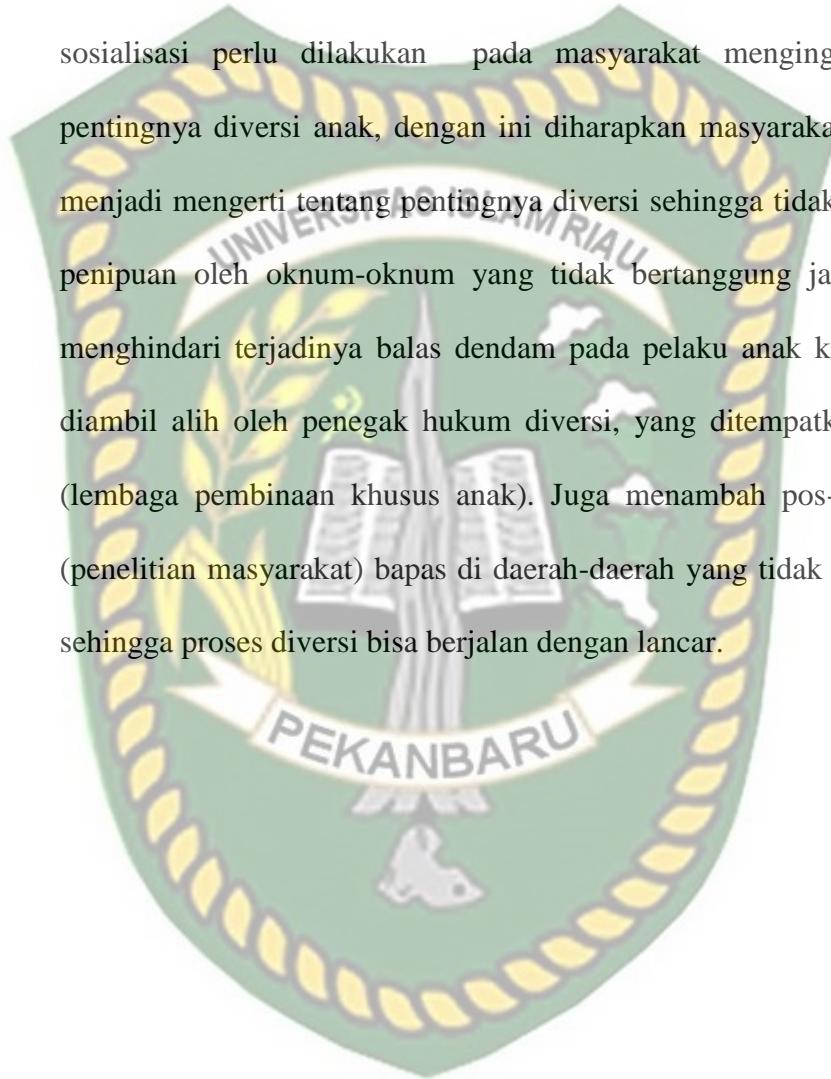 sosialisasi perlu dilakukan pada masyarakat menging
pentingnya diversi anak, dengan ini diharapkan masyaraka
menjadi mengerti tentang pentingnya diversi sehingga tidak
UNIVERSITAS ISLAM RIAU
penipuan oleh oknum-oknum yang tidak bertanggung ja
menghindari terjadinya balas dendam pada pelaku anak k
diambil alih oleh penegak hukum diversi, yang ditempatk
(lembaga pembinaan khusus anak). Juga menambah pos-
(penelitian masyarakat) bapas di daerah-daerah yang tidak
sehingga proses diversi bisa berjalan dengan lancar.
PEKANBARU